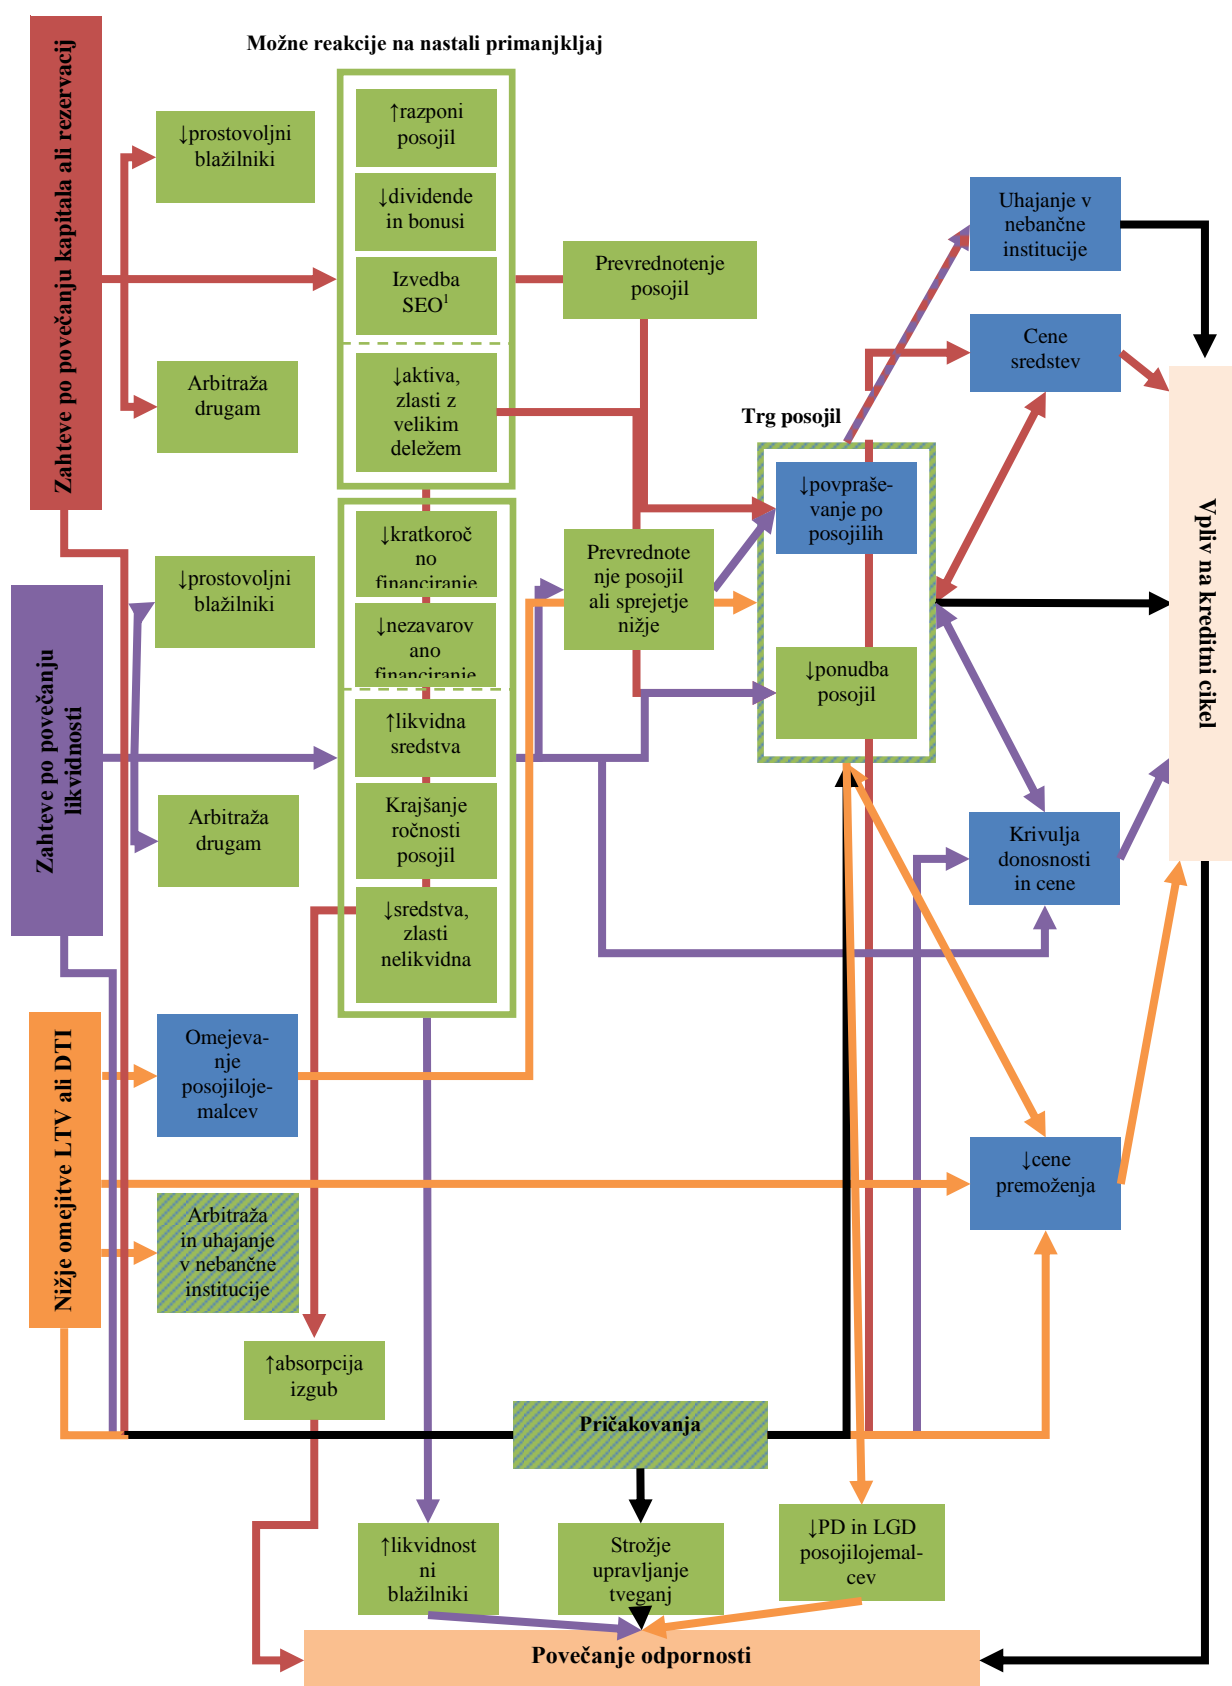 Možne reakcije na nastali primanjkljaj
Zahteve po povečanju kapitala ali rezervacij
↓prostovoljni
blažilniki
Arbitraža
drugam
↑razponi
posojil
↓dividende
in bonusi
Izvedba
SEO¹
↓aktiva,
zlasti z
velikim
deležem
Prevrednotenje
posojil
Uhajanje v
nebančne
institucije
Cene
sredstev
Trg posojil
↓povpraše-
vanje po
posojilih
↓ponudba
posojil
Vpliv na kreditni cikel
Zahteve po povečanju
likvidnosti
↓prostovoljni
blažilniki
Arbitraža
drugam
↓kratkoroč
no
financiranje
↓nezavarov
ano
financiranje
↑likvidna
sredstva
Krajšanje
ročnosti
posojil
↓sredstva,
zlasti
nelikvidna
Prevrednote
nje posojil
ali sprejetje
nižje
Krivulja
donosnosti
in cene
Nižje omejitve LTV ali DTI
Omejeva-
nje
posojiloje-
malcev
Arbitraža
in uhajanje
v nebančne
institucije
↓cene
premoženja
↑absorpcija
izgub
Pričakovanja
↑likvidnost
ni
blažilniki
Strožje
upravljanje
tveganj
↓PD in LGD
posojilojemal-
cev
Povečanje odpornosti